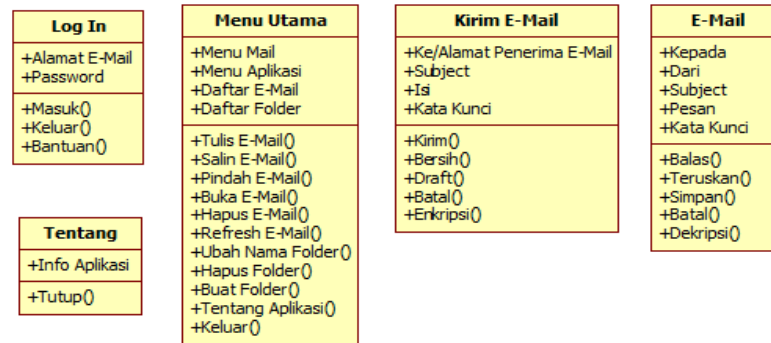 Log In
+Alamat E-Mail
+Password
+Masuk()
+Keluar()
+Bantuan()
Tentang
+Info Aplikasi
+Tutup()
Menu Utama
+Menu Mail
+Menu Aplikasi
+Daftar E-Mail
+Daftar Folder
+Tulis E-Mail()
+Salin E-Mail()
+Pindah E-Mail()
+Buka E-Mail()
+Hapus E-Mail()
+Refresh E-Mail()
+Ubah Nama Folder()
+Hapus Folder()
+Buat Folder()
+Tentang Aplikasi()
+Keluar()
Kirim E-Mail
+Ke/Alamat Penerima E-Mail
+Subject
+Isi
+Kata Kunci
+Kirim()
+Bersih()
+Draft()
+Batal()
+Enkripsi()
E-Mail
+Kepada
+Dari
+Subject
+Pesan
+Kata Kunci
+Balas()
+Teruskan()
+Simpan()
+Batal()
+Dekripsi()